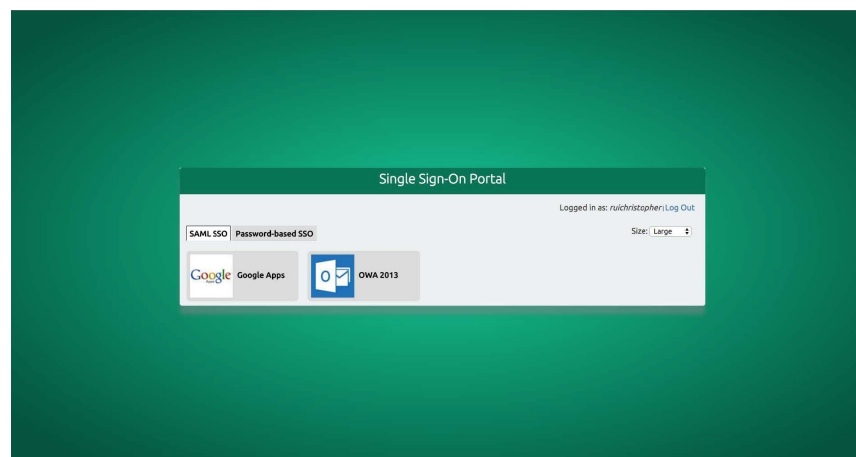 Single Sign-On Portal
Logged in as: ruichristopher|Log Out
SAML SSO Password-based SSO
Size: Large
Google Google Apps
O OWA 2013